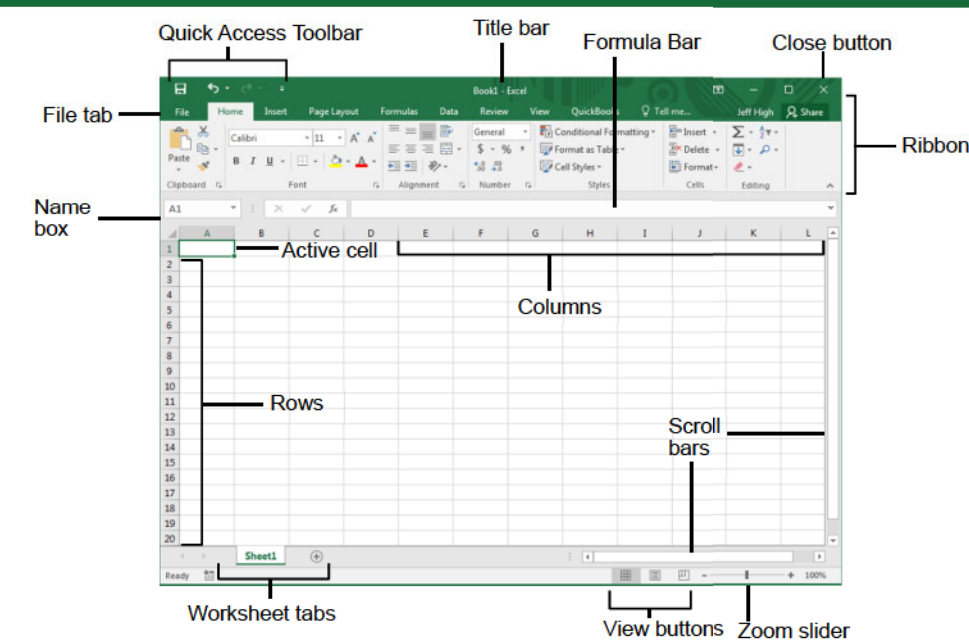 Quick Access Toolbar
Title bar
Formula Bar
Close button
Book1 - Excel
File tab
File Home Insert Page Layout Formulas Data Review View QuickBooks Tell me... Jeff High Share
Ribbon
Calibri 11 General Conditional Formatting Insert
Paste B I U $ % , Format as Table Delete
Cell Styles Format
Clipboard Font Alignment Number Styles Cells Editing
Name
box
A1 fx
A B C D E F G H I J K L
1
Active cell
2
3
4
Columns
5
6
7
8
9
10
11
Rows
12
13
Scroll
bars
14
15
16
17
18
19
20
Sheet1
Ready 100%
Worksheet tabs
View buttons
Zoom slider